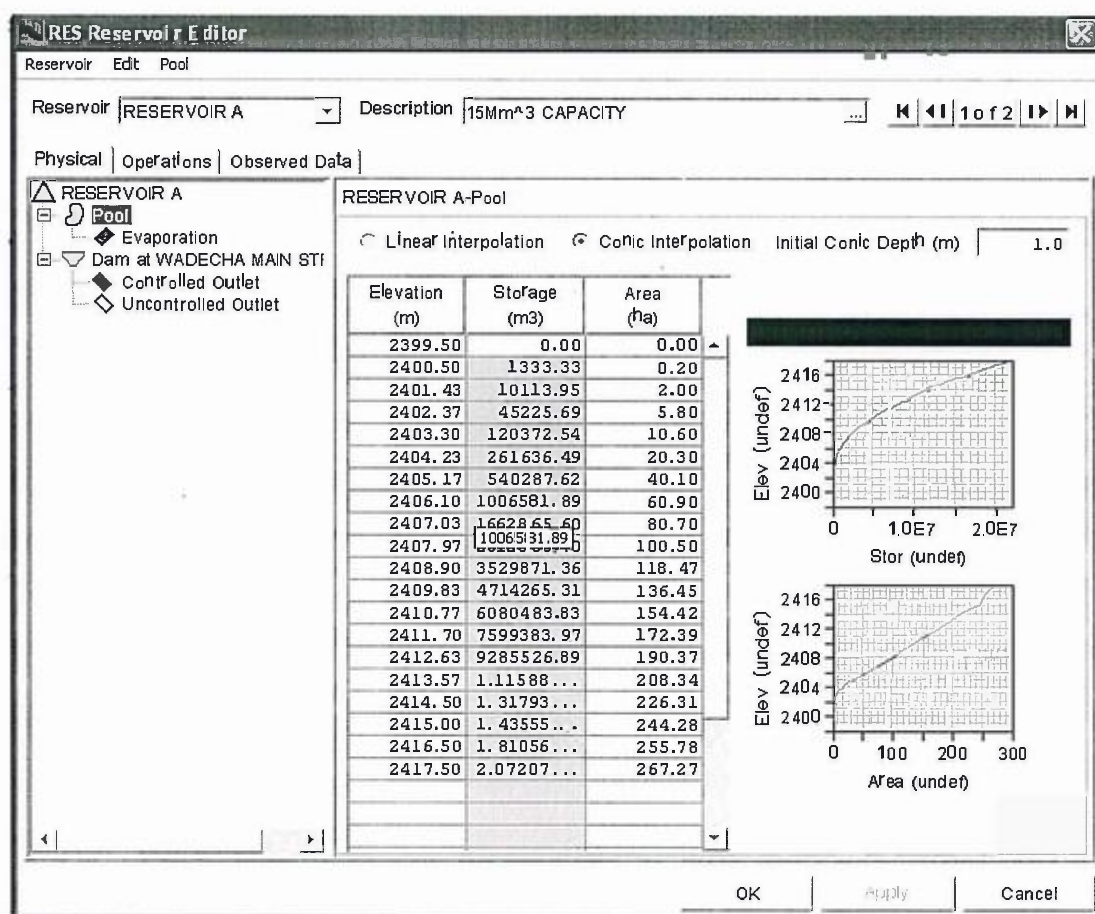 RES Reservoir Editor
Reservoir Edit Pool
Reservoir RESERVOIR A Description 15Mm^3 CAPACITY ... 1 of 2
Physical Operations Observed Data
RESERVOIR A
Pool
Evaporation
Dam at WADECHA MAIN STF
Controlled Outlet
Uncontrolled Outlet
RESERVOIR A-Pool
Linear Interpolation Conic Interpolation Initial Conic Depth (m) 1.0
Elevation (m) Storage (m3) Area (ha)
2399.50 0.00 0.00
2400.50 1333.33 0.20
2401.43 10113.95 2.00
2402.37 45225.69 5.80
2403.30 120372.54 10.60
2404.23 261636.49 20.30
2405.17 540287.62 40.10
2406.10 1006581.89 60.90
2407.03 1662865.60 80.70
1006581.89
2407.97 100.50
2408.90 3529871.36 118.47
2409.83 4714265.31 136.45
2410.77 6080483.83 154.42
2411.70 7599383.97 172.39
2412.63 9285526.89 190.37
2413.57 1.11588... 208.34
2414.50 1.31793... 226.31
2415.00 1.43555... 244.28
2416.50 1.81056... 255.78
2417.50 2.07207... 267.27
Elev (undef)
2416
2412
2408
2404
2400
0 1.0E7 2.0E7
Stor (undef)
Elev (undef)
2416
2412
2408
2404
2400
0 100 200 300
Area (undef)
OK Apply Cancel